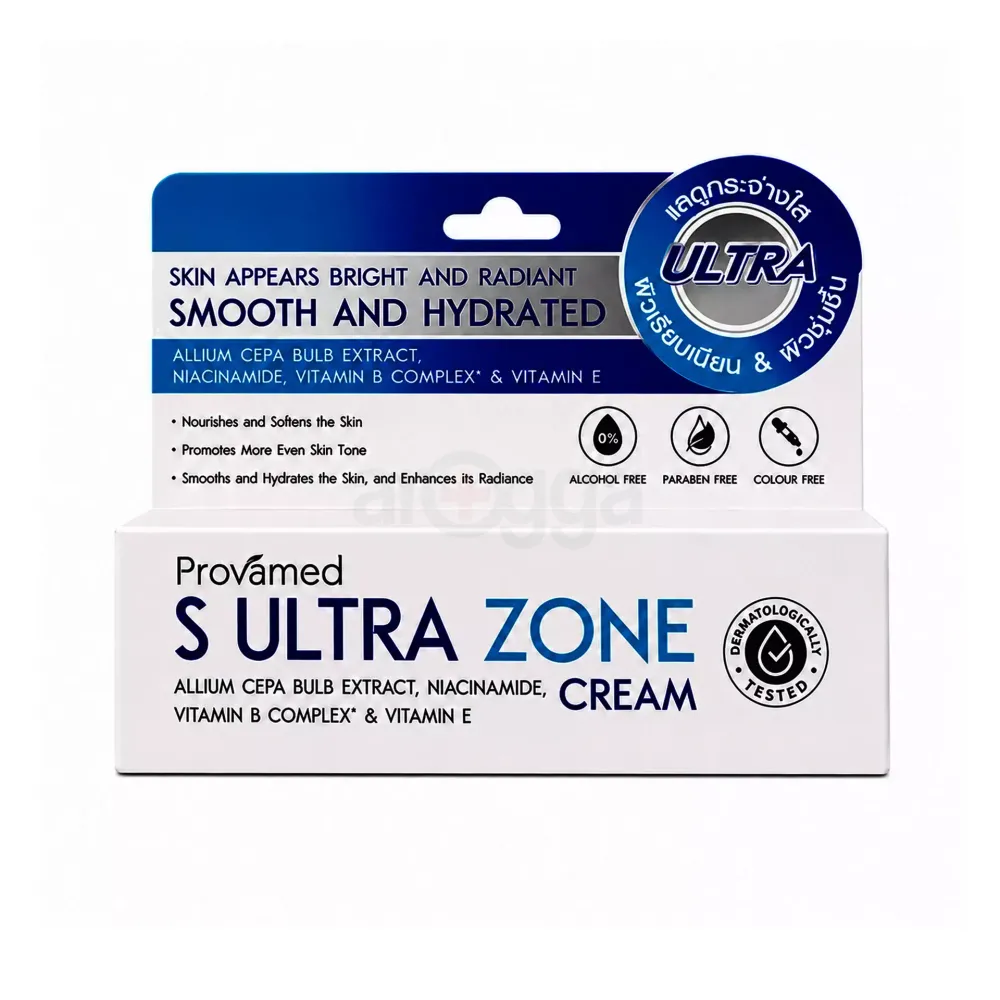 แลดูกระจ่างใส
ULTRA
ผิวเรียบเนียน & ผิวชุ่มชื้น
SKIN APPEARS BRIGHT AND RADIANT
SMOOTH AND HYDRATED
ALLIUM CEPA BULB EXTRACT,
NIACINAMIDE, VITAMIN B COMPLEX* & VITAMIN E
• Nourishes and Softens the Skin
• Promotes More Even Skin Tone
• Smooths and Hydrates the Skin, and Enhances its Radiance
0%
ALCOHOL FREE
PARABEN FREE
COLOUR FREE
arogga
Provamed
S ULTRA ZONE
CREAM
ALLIUM CEPA BULB EXTRACT, NIACINAMIDE,
VITAMIN B COMPLEX* & VITAMIN E
DERMATOLOGICALLY
TESTED